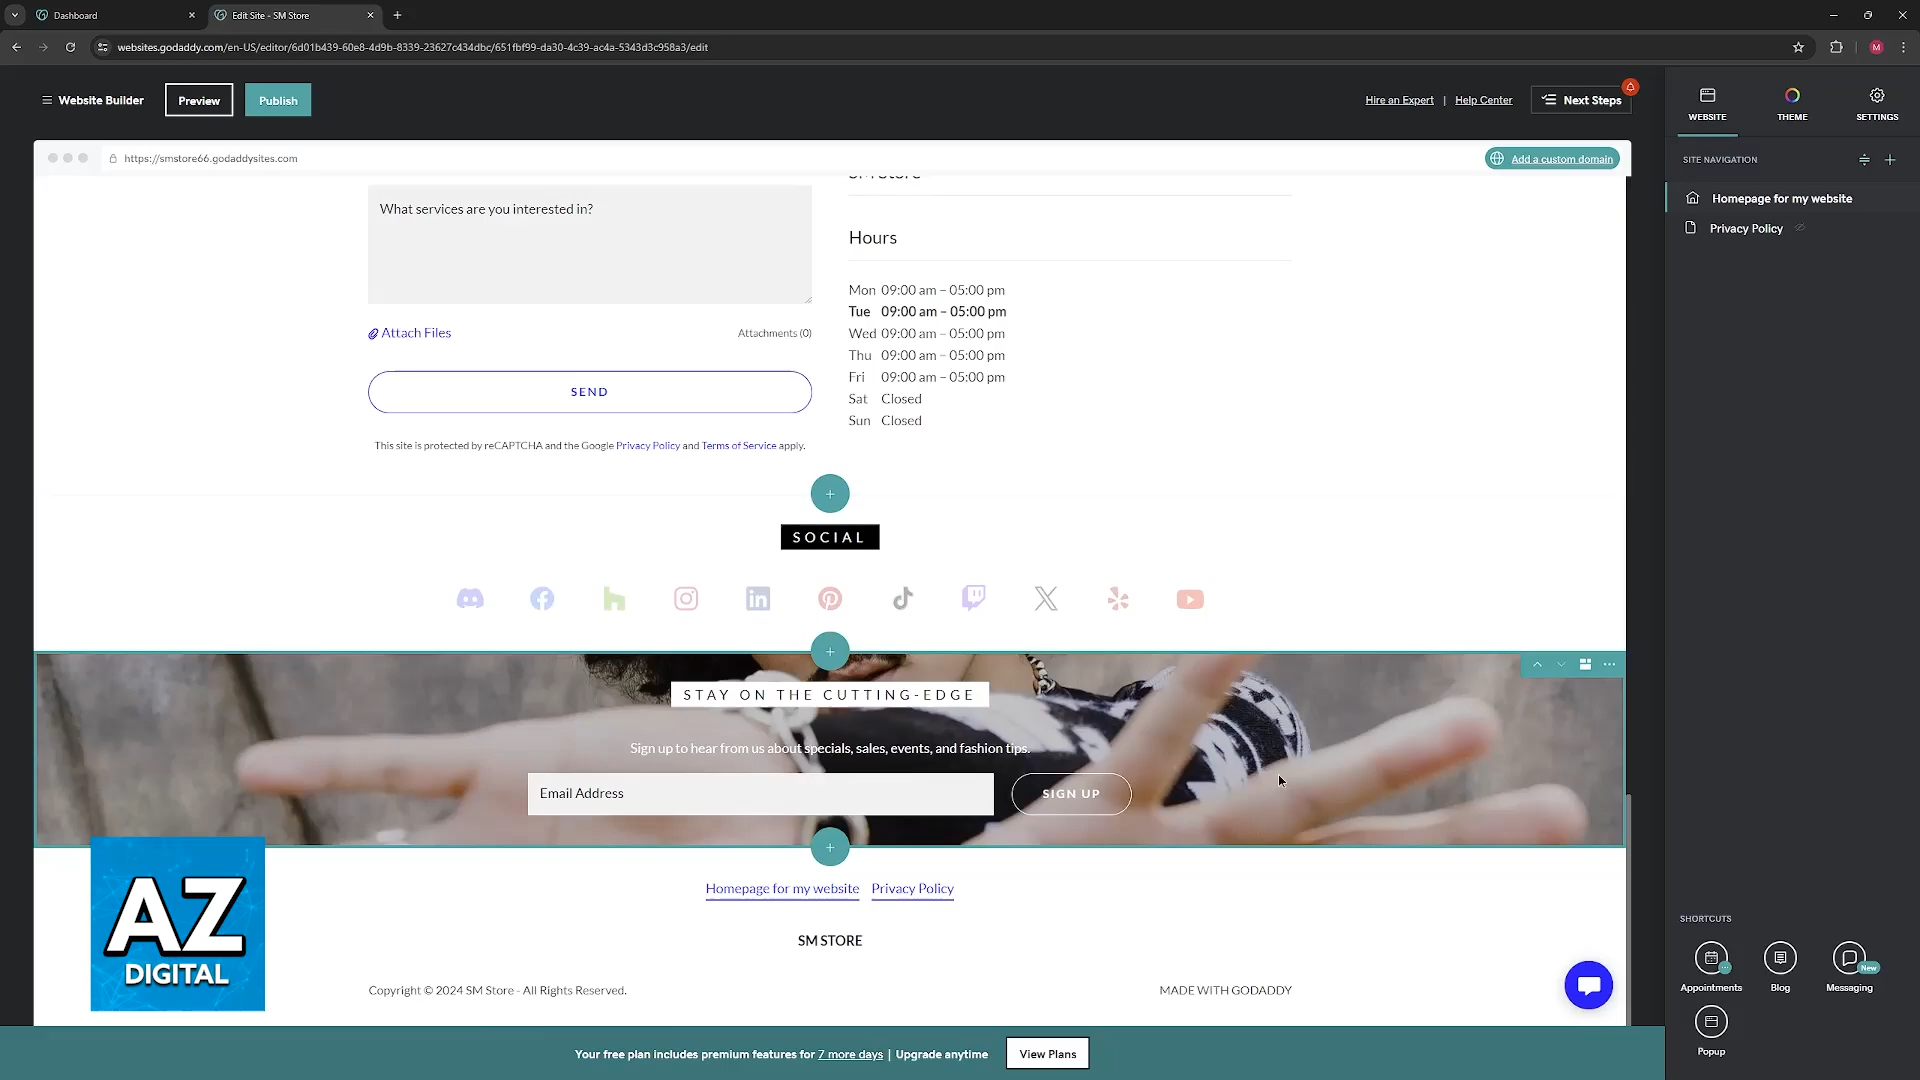 Dashboard
Edit Site - SM Store
websites.godaddy.com/en-US/editor/6d01b439-60e8-4d9b-8339-23627c434dbc/651fbf99-da30-4c39-ac4a-5343d3c958a3/edit
M
Website Builder
Preview
Publish
Hire an Expert | Help Center
Next Steps
WEBSITE
THEME
SETTINGS
https://smstore66.godaddysites.com
Add a custom domain
SITE NAVIGATION
Homepage for my website
Privacy Policy
SM Store
What services are you interested in?
Hours
Mon 09:00 am – 05:00 pm
Tue 09:00 am – 05:00 pm
Wed 09:00 am – 05:00 pm
Thu 09:00 am – 05:00 pm
Fri 09:00 am – 05:00 pm
Sat Closed
Sun Closed
Attach Files
Attachments (0)
SEND
This site is protected by reCAPTCHA and the Google Privacy Policy and Terms of Service apply.
SOCIAL
STAY ON THE CUTTING-EDGE
Sign up to hear from us about specials, sales, events, and fashion tips.
Email Address
SIGN UP
Homepage for my website Privacy Policy
SM STORE
Copyright © 2024 SM Store - All Rights Reserved.
MADE WITH GODADDY
AZ
DIGITAL
SHORTCUTS
Appointments
Blog
New
Messaging
Popup
Your free plan includes premium features for 7 more days | Upgrade anytime
View Plans